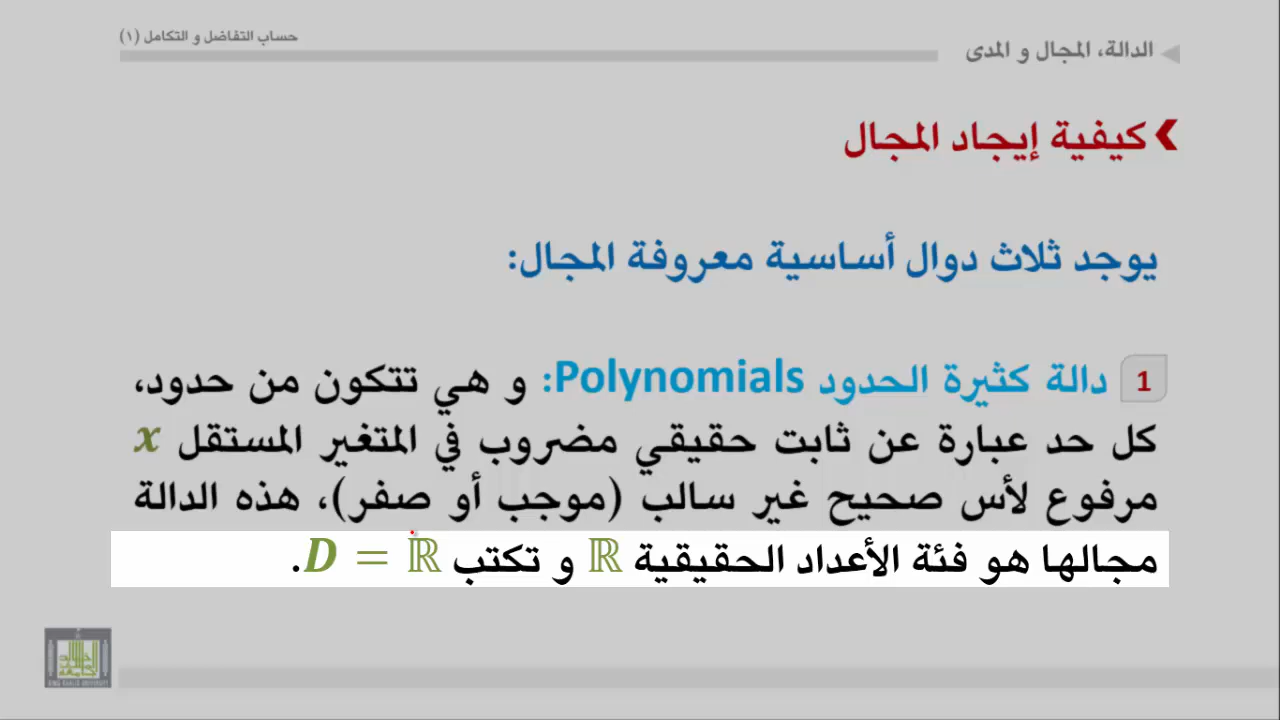 الدالة، المجال و المدى
حساب التفاضل و التكامل (١)
كيفية إيجاد المجال
يوجد ثلاث دوال أساسية معروفة المجال:
1 دالة كثيرة الحدود Polynomials: و هي تتكون من حدود،
كل حد عبارة عن ثابت حقيقي مضروب في المتغير المستقل x
مرفوع لأس صحيح غير سالب (موجب أو صفر)، هذه الدالة
مجالها هو فئة الأعداد الحقيقية ℝ و تكتب D = ℝ.